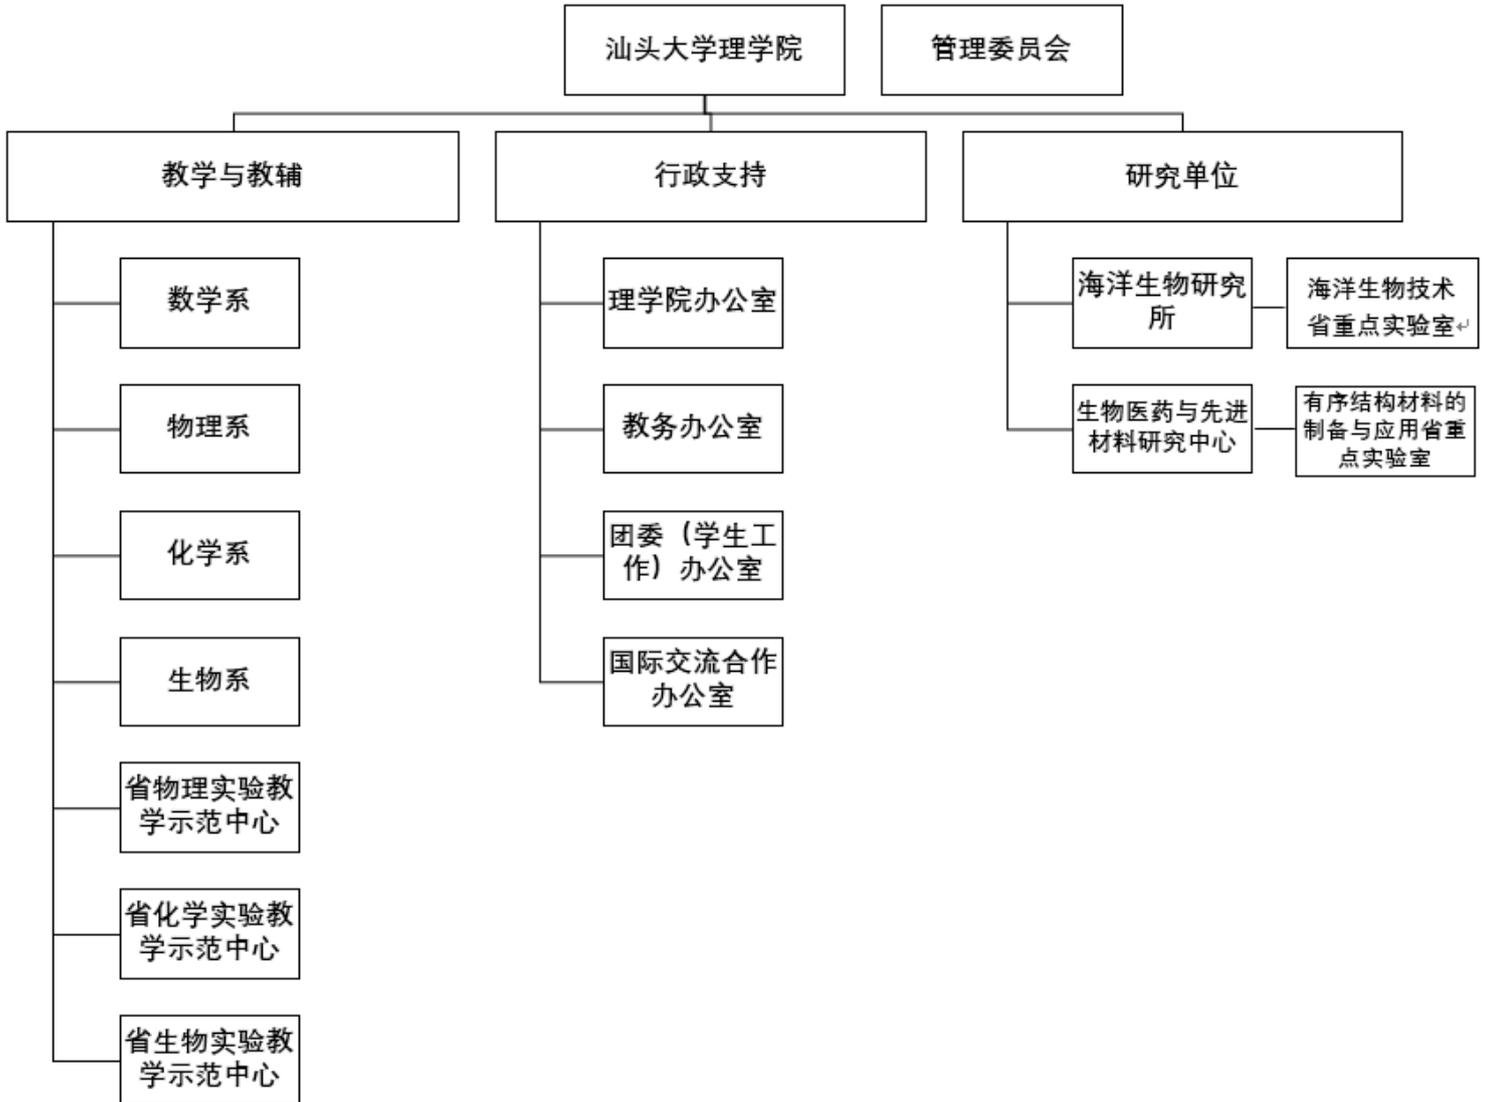 汕头大学理学院
管理委员会
教学与教辅
行政支持
研究单位
数学系
物理系
化学系
生物系
省物理实验教
学示范中心
省化学实验教
学示范中心
省生物实验教
学示范中心
理学院办公室
教务办公室
团委（学生工
作）办公室
国际交流合作
办公室
海洋生物研究
所
海洋生物技术
省重点实验室
生物医药与先进
材料研究中心
有序结构材料的
制备与应用省重
点实验室